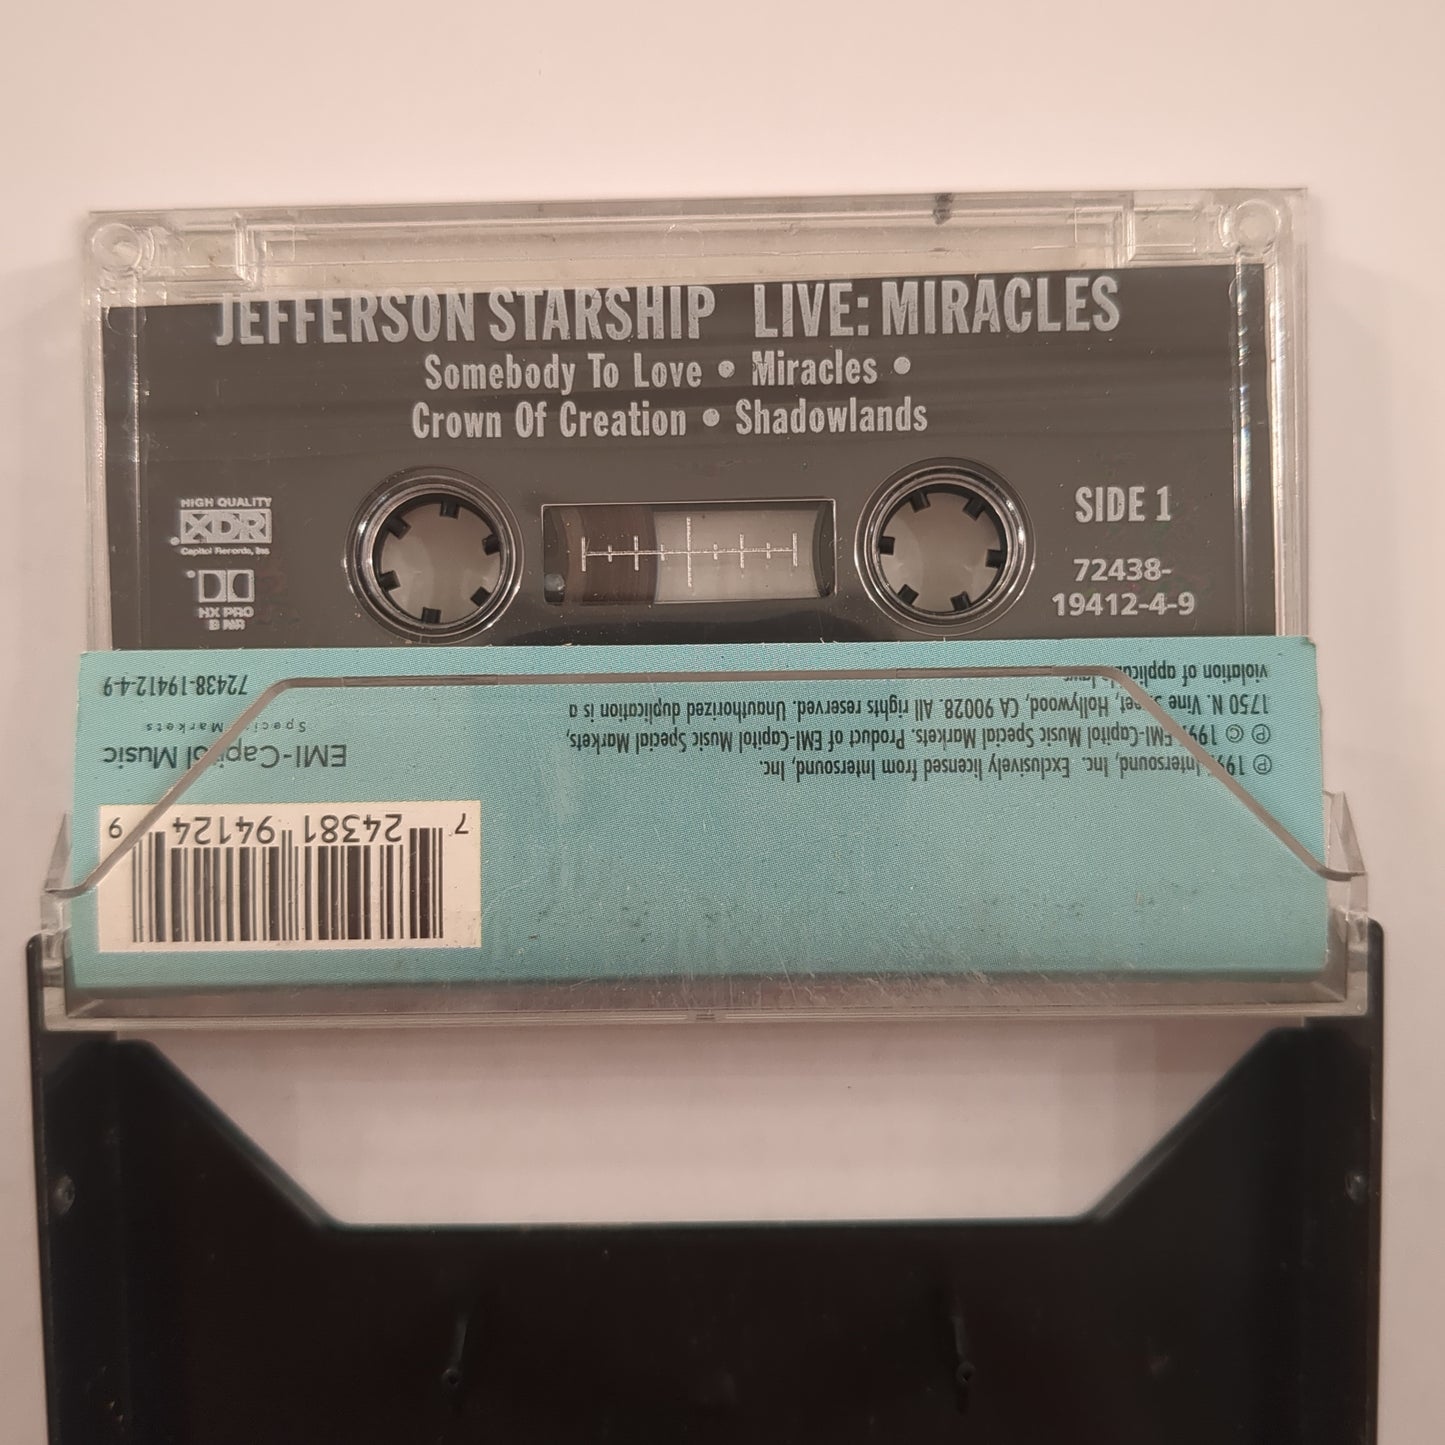 JEFFERSON STARSHIP LIVE: MIRACLES
Somebody To Love • Miracles •
Crown Of Creation • Shadowlands
HIGH QUALITY
XDR
Capitol Records, Inc
HX PRO
B NR
SIDE 1
72438-
19412-4-9
Ⓟ Intersound, Inc. Exclusively licensed from Intersound, Inc.
Ⓟ © EMI-Capitol Music Special Markets. Product of EMI-Capitol Music Special Markets,
1750 N. Vine Street, Hollywood, CA 90028. All rights reserved. Unauthorized duplication is a
violation of applicable laws
EMI-Capitol Music
Special Markets
72438-19412-4-9
7 24381 94124 9